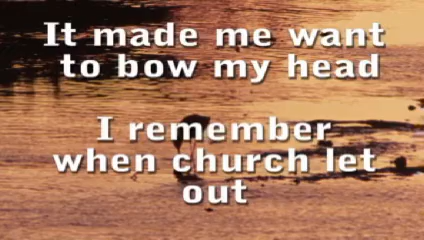 It made me want
to bow my head
I remember
when church let
out